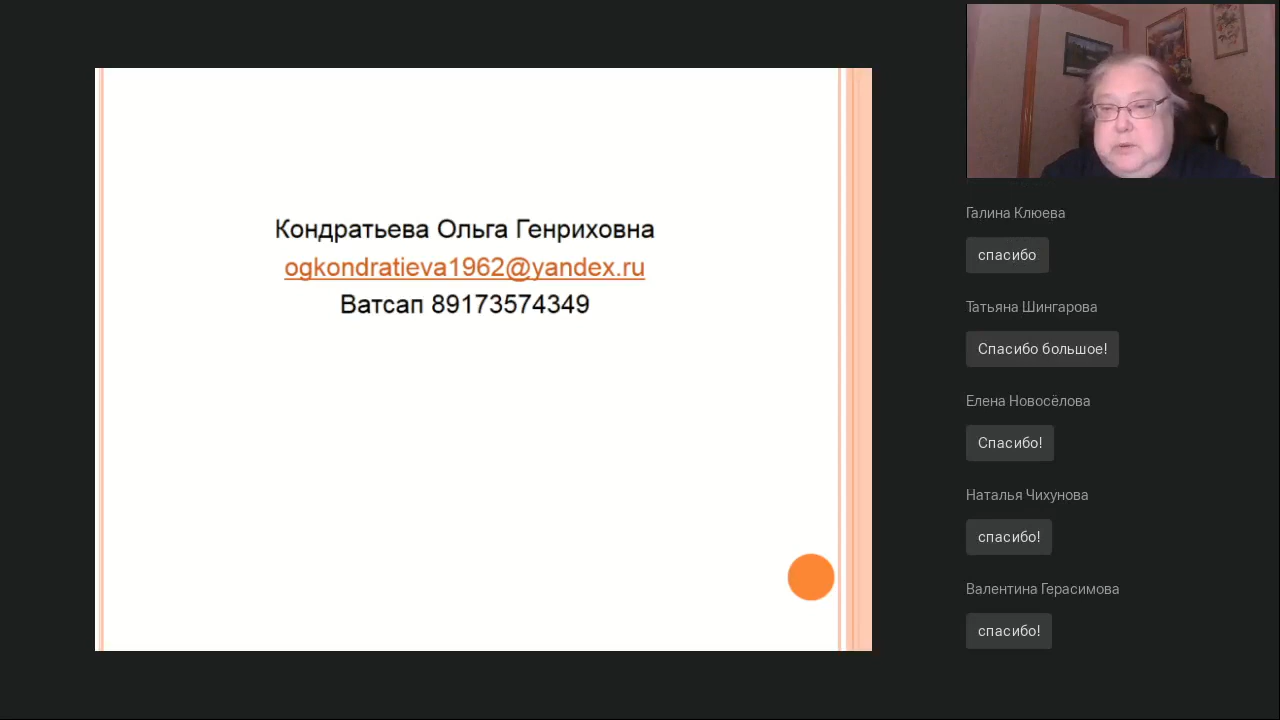 Кондратьева Ольга Генриховна
ogkondratieva1962@yandex.ru
Ватсап 89173574349
Галина Клюева
спасибо
Татьяна Шингарова
Спасибо большое!
Елена Новосёлова
Спасибо!
Наталья Чихунова
спасибо!
Валентина Герасимова
спасибо!